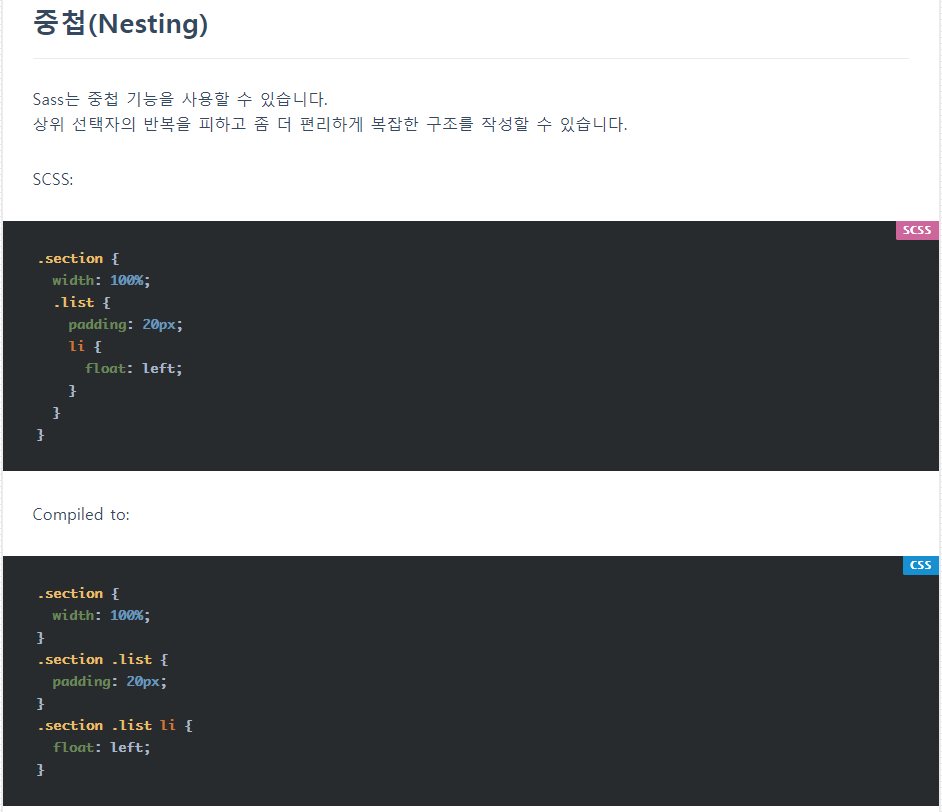 중첩(Nesting)
Sass는 중첩 기능을 사용할 수 있습니다.
상위 선택자의 반복을 피하고 좀 더 편리하게 복잡한 구조를 작성할 수 있습니다.
SCSS:
SCSS
.section {
  width: 100%;
  .list {
    padding: 20px;
    li {
      float: left;
    }
  }
}
Compiled to:
CSS
.section {
  width: 100%;
}
.section .list {
  padding: 20px;
}
.section .list li {
  float: left;
}